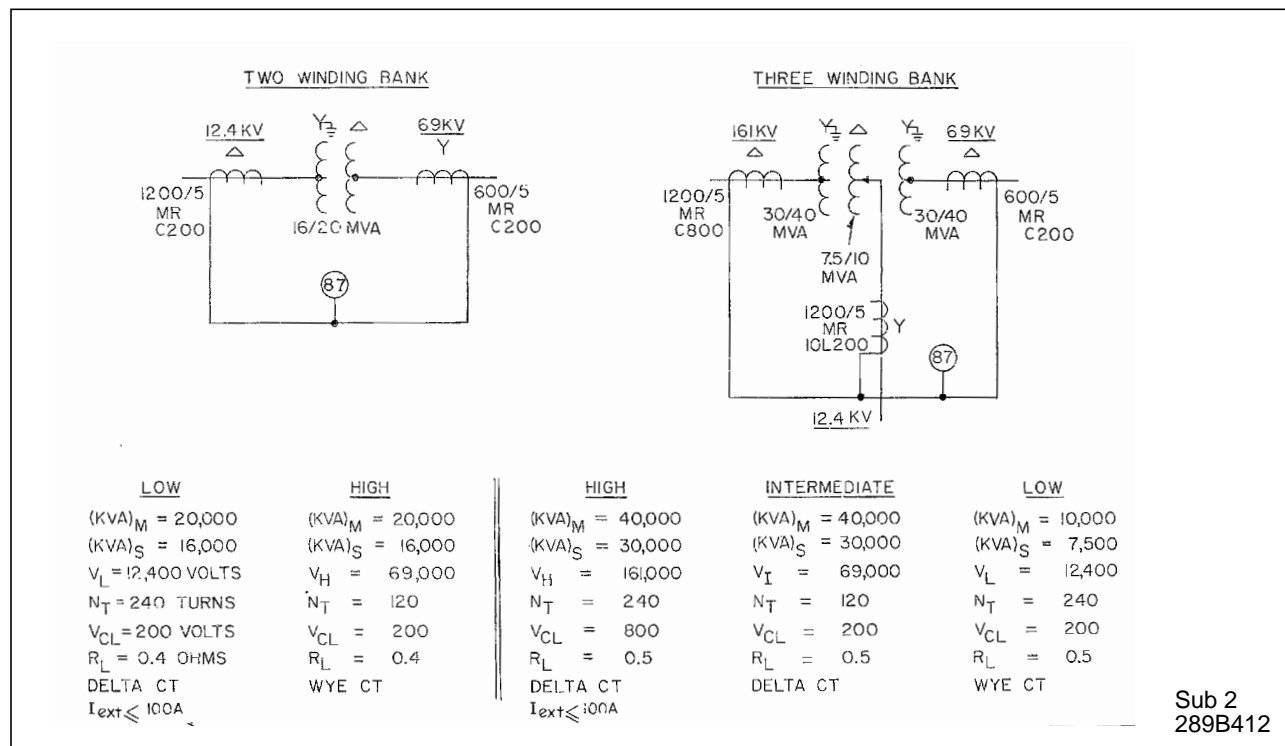 TWO WINDING BANK
12.4 KV
Y
△
69KV
△
Y
1200/5
MR
C200
16/20 MVA
600/5
MR
C200
87
THREE WINDING BANK
161KV
Y
△
Y
69KV
△
△
1200/5
MR
C800
30/40
MVA
30/40
MVA
600/5
MR
C200
7.5/10
MVA
1200/5
MR
10L200
Y
87
12.4 KV
LOW
(KVA)M = 20,000
(KVA)S = 16,000
VL = 12,400 VOLTS
NT = 240 TURNS
VCL = 200 VOLTS
RL = 0.4 OHMS
DELTA CT
Iext ≤ 100A
HIGH
(KVA)M = 20,000
(KVA)S = 16,000
VH = 69,000
NT = 120
VCL = 200
RL = 0.4
WYE CT
HIGH
(KVA)M = 40,000
(KVA)S = 30,000
VH = 161,000
NT = 240
VCL = 800
RL = 0.5
DELTA CT
Iext ≤ 100A
INTERMEDIATE
(KVA)M = 40,000
(KVA)S = 30,000
VI = 69,000
NT = 120
VCL = 200
RL = 0.5
DELTA CT
LOW
(KVA)M = 10,000
(KVA)S = 7,500
VL = 12,400
NT = 240
VCL = 200
RL = 0.5
WYE CT
Sub 2
289B412